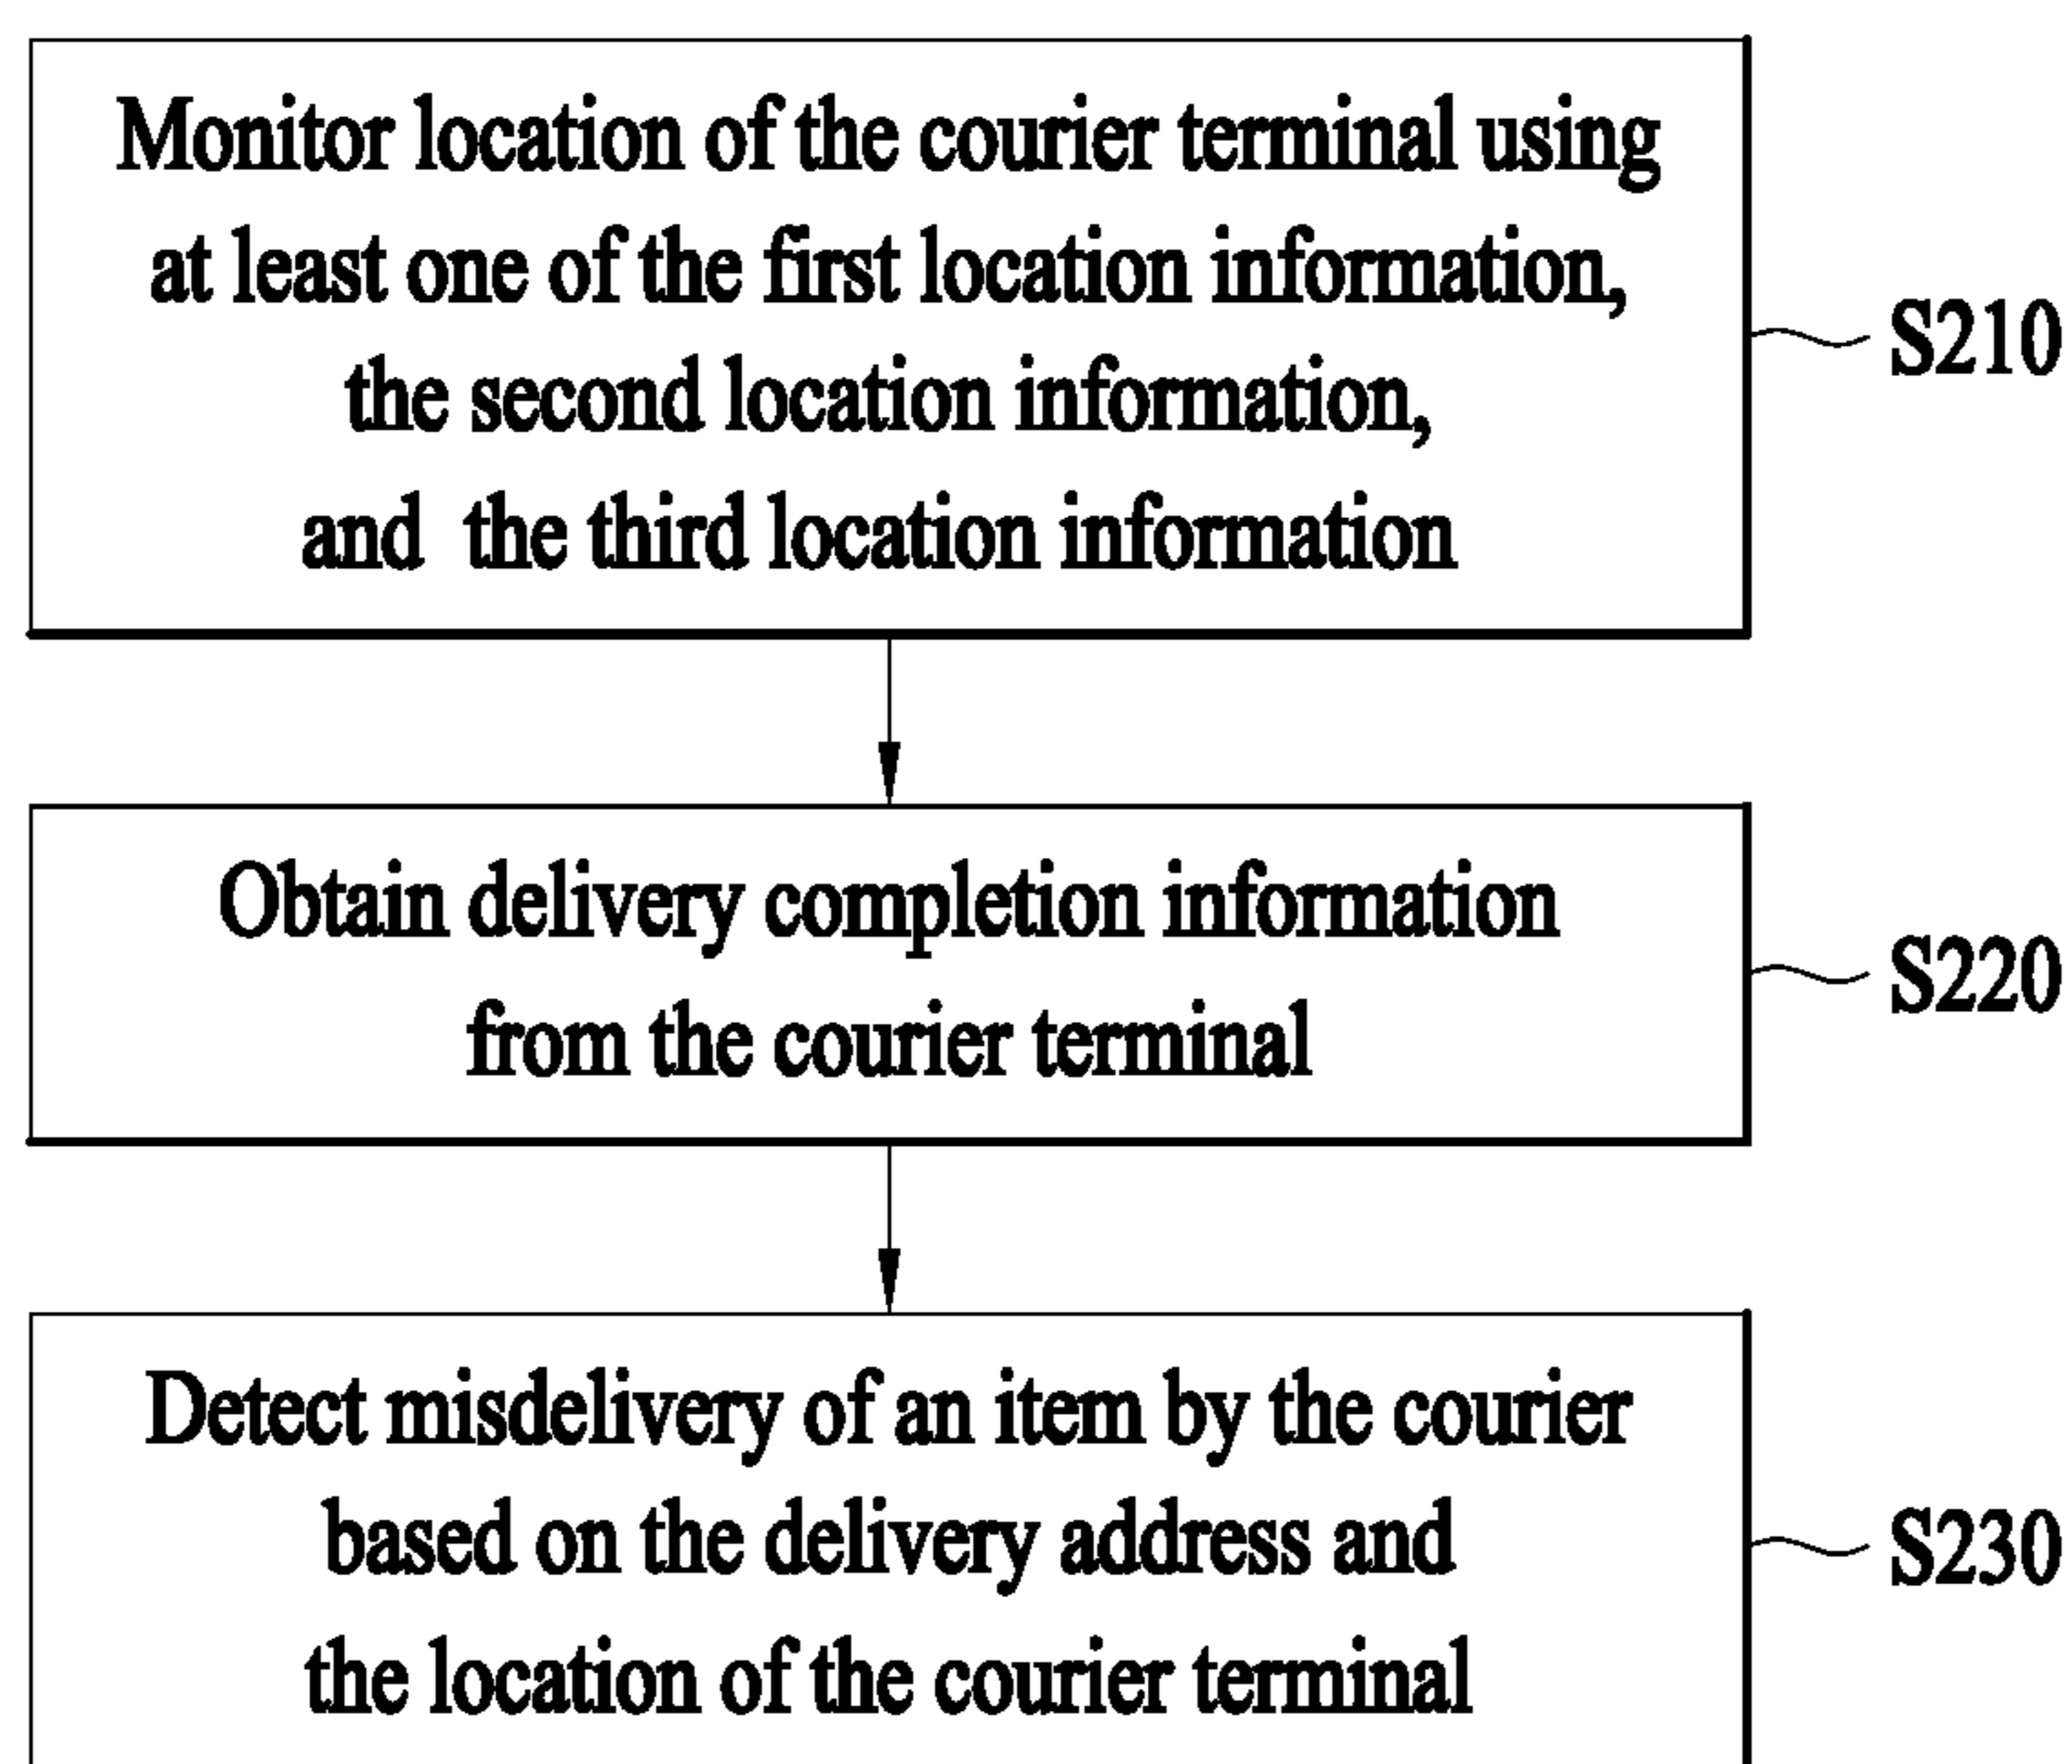 Monitor location of the courier terminal using
at least one of the first location information,
the second location information,
and the third location information
S210
Obtain delivery completion information
from the courier terminal
S220
Detect misdelivery of an item by the courier
based on the delivery address and
the location of the courier terminal
S230